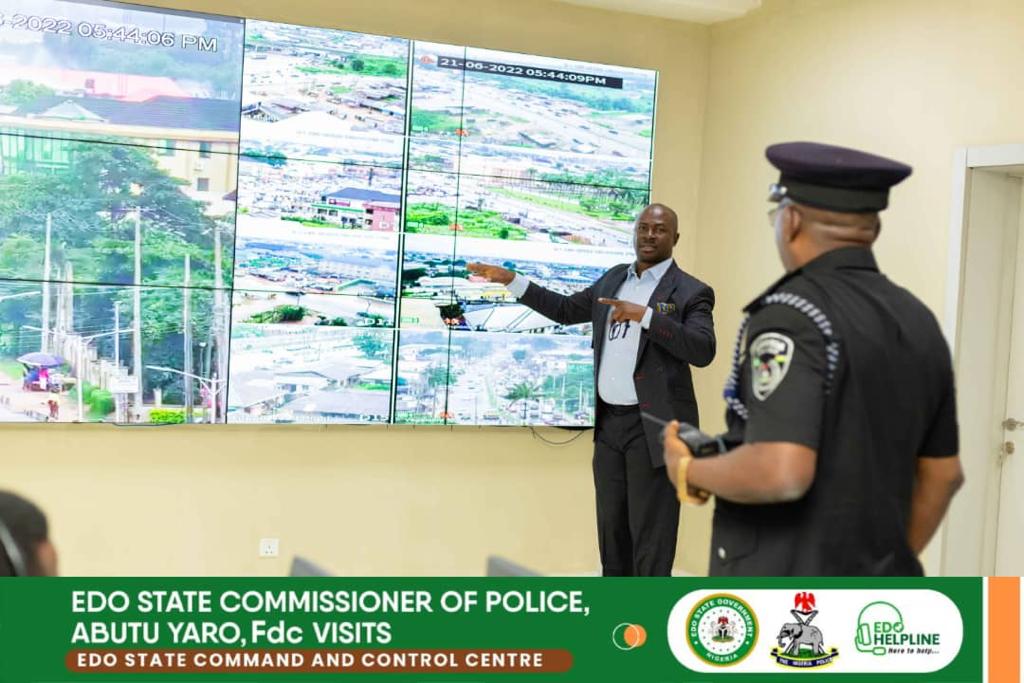 2022 05:44:06 PM
21-06-2022 05:44:09PM
EDO STATE COMMISSIONER OF POLICE,
ABUTU YARO, Fdc VISITS
EDO STATE COMMAND AND CONTROL CENTRE
EDO STATE GOVERNMENT
NIGERIA
THE NIGERIA POLICE
EDO
HELPLINE
Here to help...